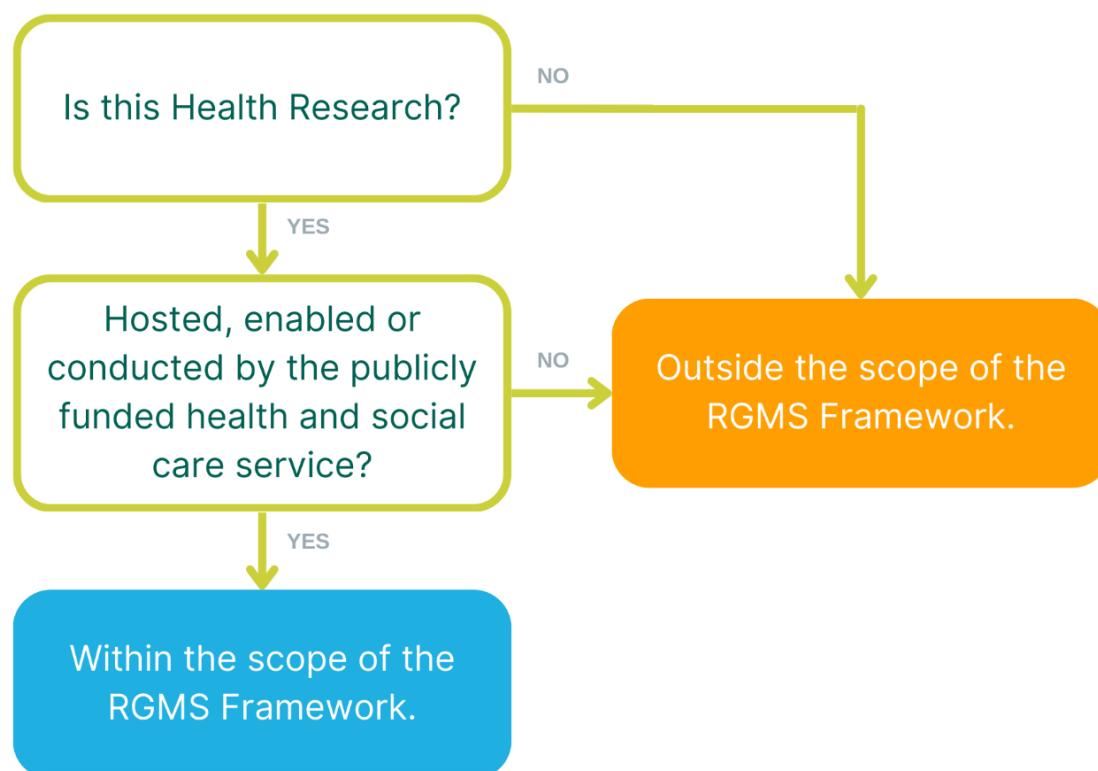 Is this Health Research?
NO
YES
Hosted, enabled or
conducted by the publicly
funded health and social
care service?
NO
Outside the scope of the
RGMS Framework.
YES
Within the scope of the
RGMS Framework.